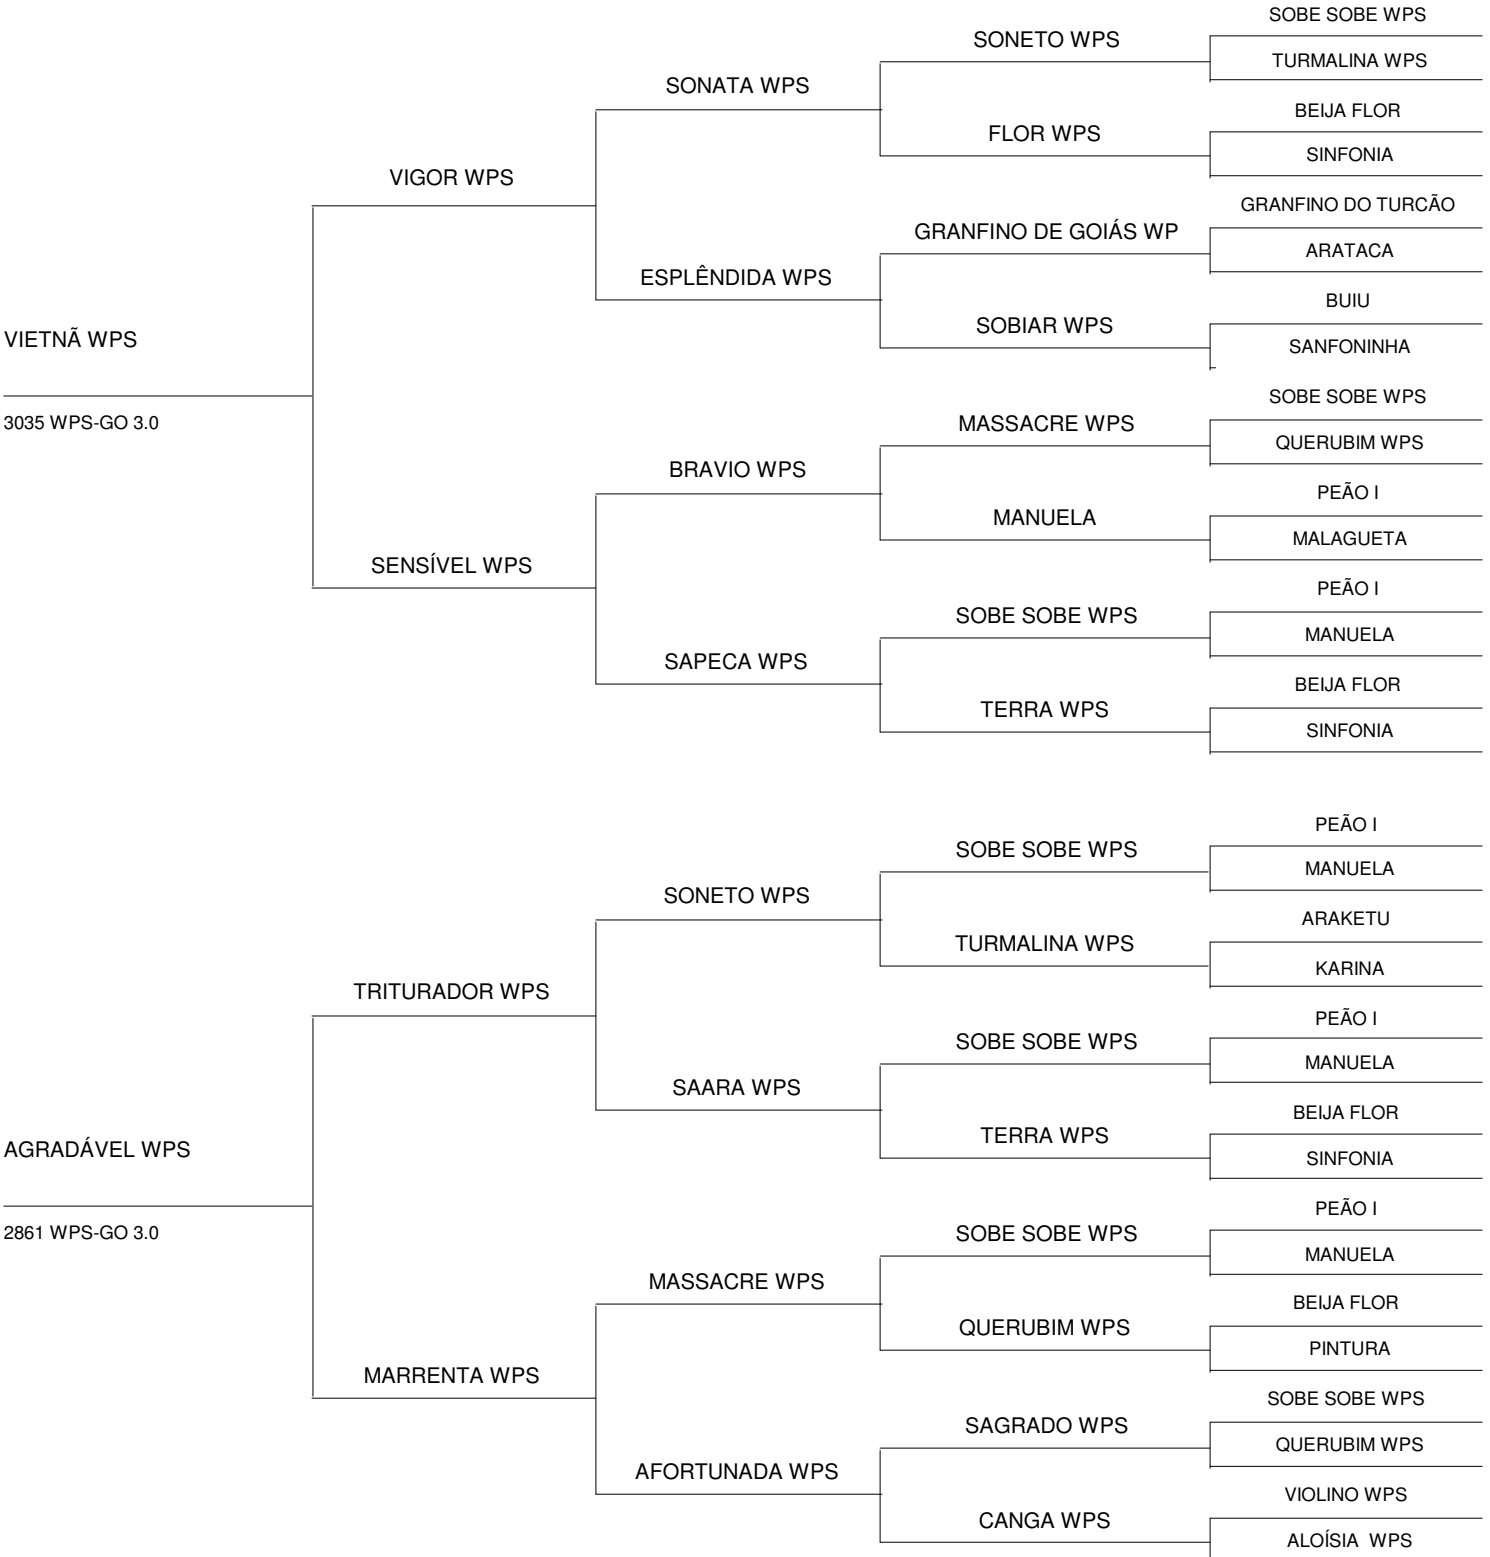 SOBE SOBE WPS
SONETO WPS
TURMALINA WPS
SONATA WPS
BEIJA FLOR
FLOR WPS
SINFONIA
VIGOR WPS
GRANFINO DO TURCÃO
GRANFINO DE GOIÁS WP
ARATACA
ESPLÊNDIDA WPS
BUIU
SOBIAR WPS
SANFONINHA
VIETNÃ WPS
3035 WPS-GO 3.0
SOBE SOBE WPS
MASSACRE WPS
QUERUBIM WPS
BRAVIO WPS
PEÃO I
MANUELA
MALAGUETA
SENSÍVEL WPS
PEÃO I
SOBE SOBE WPS
MANUELA
SAPECA WPS
BEIJA FLOR
TERRA WPS
SINFONIA
PEÃO I
SOBE SOBE WPS
MANUELA
SONETO WPS
ARAKETU
TURMALINA WPS
KARINA
TRITURADOR WPS
PEÃO I
SOBE SOBE WPS
MANUELA
SAARA WPS
BEIJA FLOR
TERRA WPS
SINFONIA
AGRADÁVEL WPS
2861 WPS-GO 3.0
PEÃO I
SOBE SOBE WPS
MANUELA
MASSACRE WPS
BEIJA FLOR
QUERUBIM WPS
PINTURA
MARRENTA WPS
SOBE SOBE WPS
SAGRADO WPS
QUERUBIM WPS
AFORTUNADA WPS
VIOLINO WPS
CANGA WPS
ALOÍSIA WPS